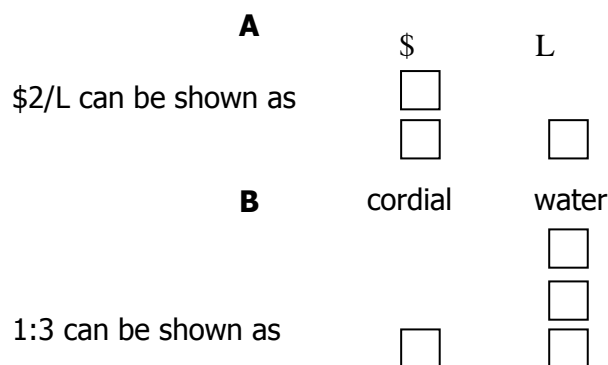 A
$ L
$2/L can be shown as
B cordial water
1:3 can be shown as